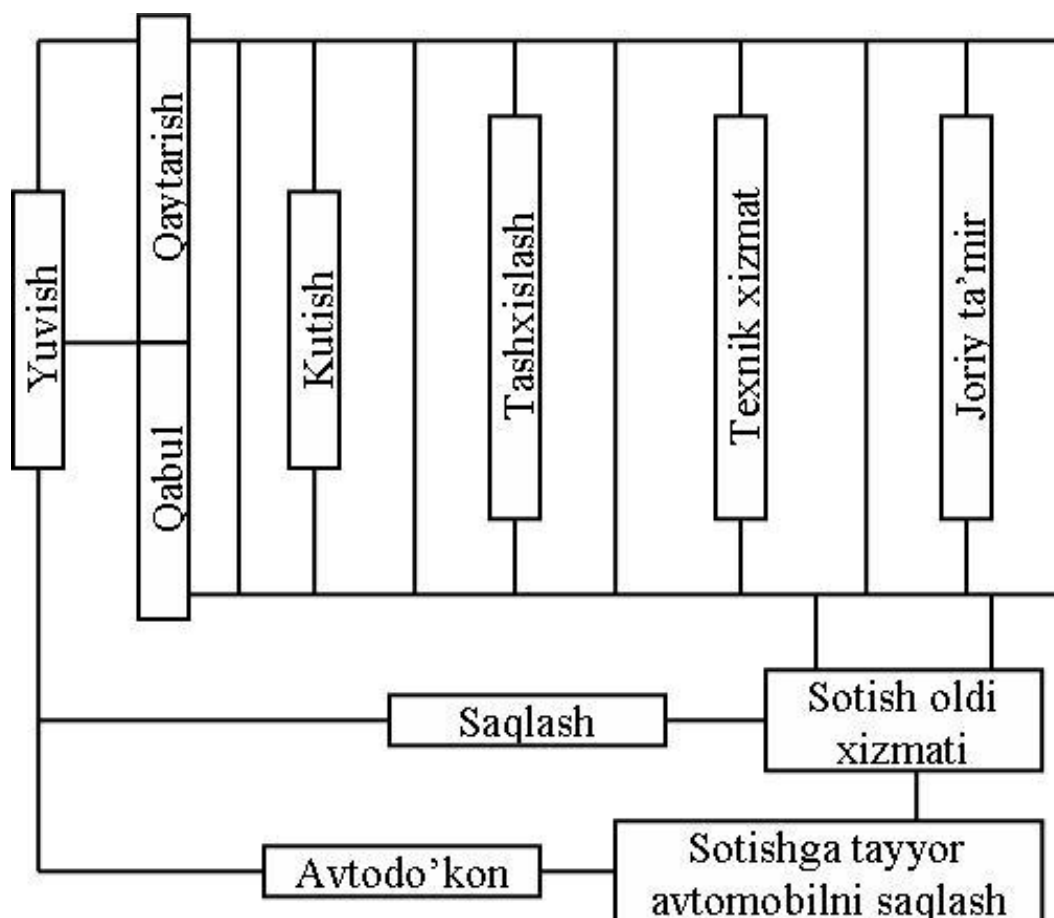 Yuvish
Qaytarish
Qabul
Kutish
Tashxislash
Texnik xizmat
Joriy ta’mir
Saqlash
Sotish oldi
xizmati
Avtodo’kon
Sotishga tayyor
avtomobilni saqlash